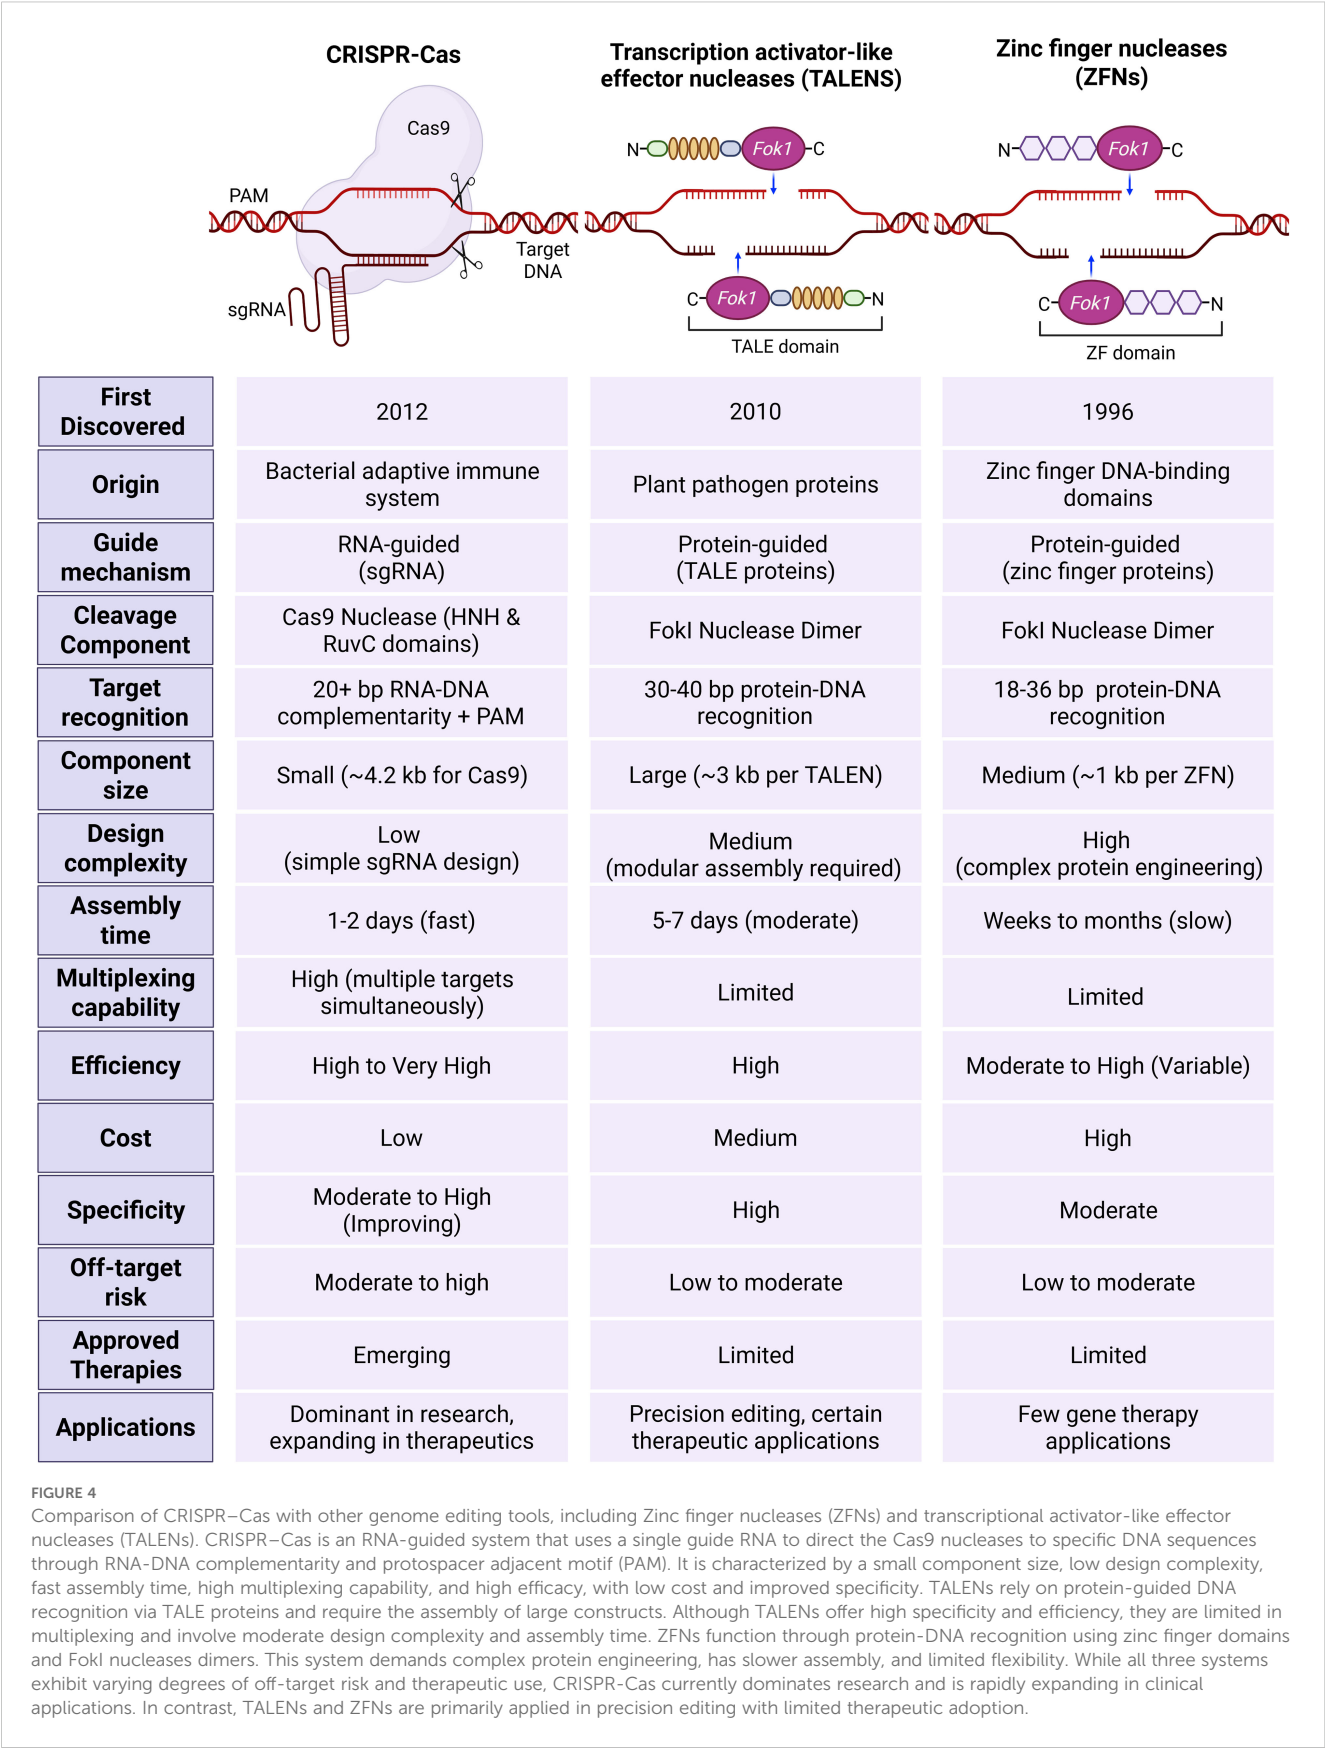 CRISPR-Cas
Transcription activator-like
effector nucleases (TALENS)
Zinc finger nucleases
(ZFNs)
Cas9
PAM
Target
DNA
sgRNA
N
Fok1
C
C
Fok1
N
TALE domain
N
Fok1
C
C
Fok1
N
ZF domain
First
Discovered
2012
2010
1996
Origin
Bacterial adaptive immune
system
Plant pathogen proteins
Zinc finger DNA-binding
domains
Guide
mechanism
RNA-guided
(sgRNA)
Protein-guided
(TALE proteins)
Protein-guided
(zinc finger proteins)
Cleavage
Component
Cas9 Nuclease (HNH &
RuvC domains)
FokI Nuclease Dimer
FokI Nuclease Dimer
Target
recognition
20+ bp RNA-DNA
complementarity + PAM
30-40 bp protein-DNA
recognition
18-36 bp protein-DNA
recognition
Component
size
Small (~4.2 kb for Cas9)
Large (~3 kb per TALEN)
Medium (~1 kb per ZFN)
Design
complexity
Low
(simple sgRNA design)
Medium
(modular assembly required)
High
(complex protein engineering)
Assembly
time
1-2 days (fast)
5-7 days (moderate)
Weeks to months (slow)
Multiplexing
capability
High (multiple targets
simultaneously)
Limited
Limited
Efficiency
High to Very High
High
Moderate to High (Variable)
Cost
Low
Medium
High
Specificity
Moderate to High
(Improving)
High
Moderate
Off-target
risk
Moderate to high
Low to moderate
Low to moderate
Approved
Therapies
Emerging
Limited
Limited
Applications
Dominant in research,
expanding in therapeutics
Precision editing, certain
therapeutic applications
Few gene therapy
applications
FIGURE 4
Comparison of CRISPR–Cas with other genome editing tools, including Zinc finger nucleases (ZFNs) and transcriptional activator-like effector
nucleases (TALENs). CRISPR–Cas is an RNA-guided system that uses a single guide RNA to direct the Cas9 nucleases to specific DNA sequences
through RNA-DNA complementarity and protospacer adjacent motif (PAM). It is characterized by a small component size, low design complexity,
fast assembly time, high multiplexing capability, and high efficacy, with low cost and improved specificity. TALENs rely on protein-guided DNA
recognition via TALE proteins and require the assembly of large constructs. Although TALENs offer high specificity and efficiency, they are limited in
multiplexing and involve moderate design complexity and assembly time. ZFNs function through protein-DNA recognition using zinc finger domains
and FokI nucleases dimers. This system demands complex protein engineering, has slower assembly, and limited flexibility. While all three systems
exhibit varying degrees of off-target risk and therapeutic use, CRISPR-Cas currently dominates research and is rapidly expanding in clinical
applications. In contrast, TALENs and ZFNs are primarily applied in precision editing with limited therapeutic adoption.